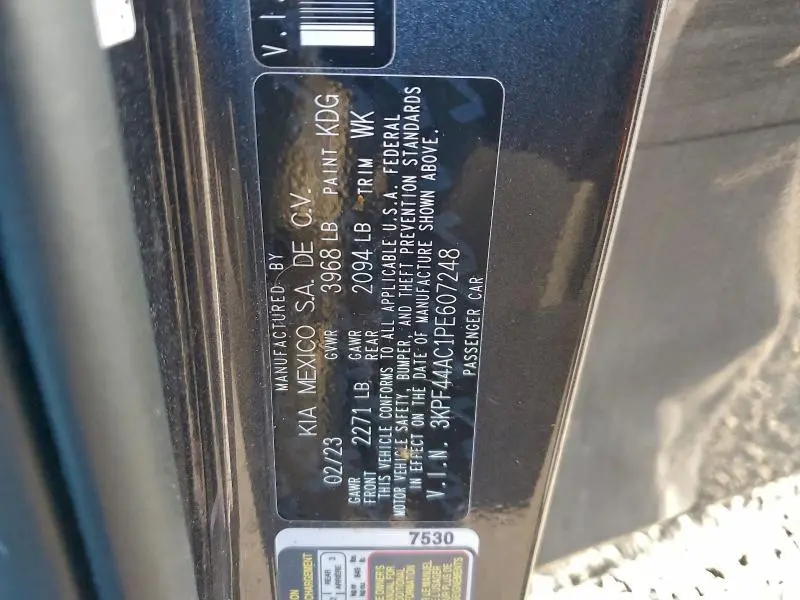 V.I.
MANUFACTURED BY
KIA MEXICO S.A. DE C.V.
02/23 GVWR 3968 LB PAINT KDG
GAWR FRONT 2271 LB GAWR REAR 2094 LB TRIM WK
THIS VEHICLE CONFORMS TO ALL APPLICABLE U.S.A. FEDERAL
MOTOR VEHICLE SAFETY, BUMPER, AND THEFT PREVENTION STANDARDS
IN EFFECT ON THE DATE OF MANUFACTURE SHOWN ABOVE.
V.I.N. 3KPF44AC1PE607248
PASSENGER CAR
7530
REAR
ARRIERE